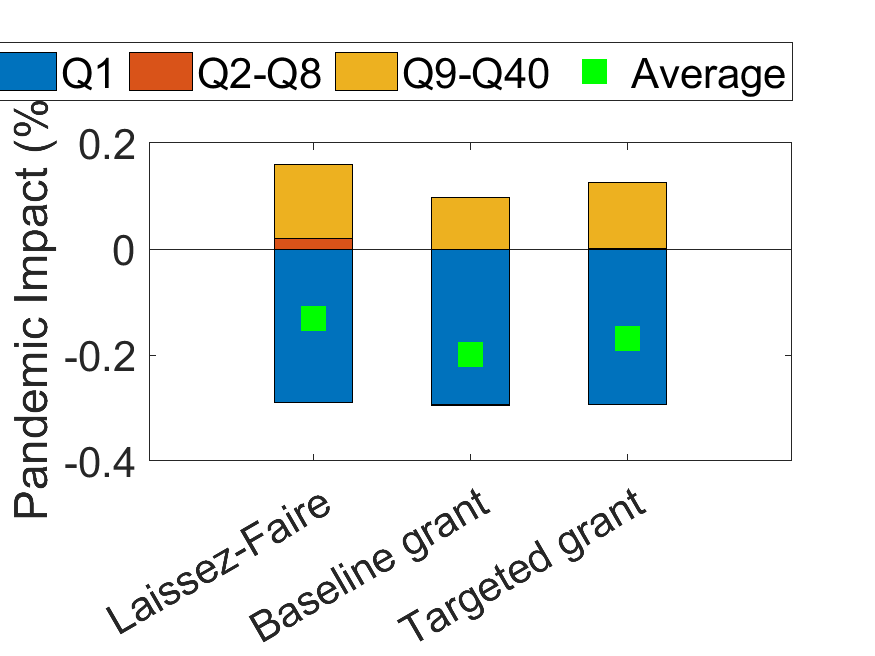 Q1 Q2-Q8 Q9-Q40 Average
Pandemic Impact (%
0.2
0
-0.2
-0.4
Laissez-Faire
Baseline grant
Targeted grant